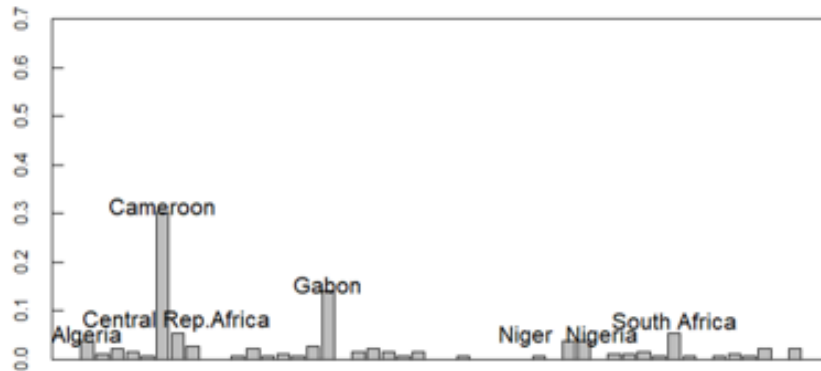 0.7
0.6
0.5
0.4
0.3
0.2
0.1
0.0
Cameroon
Gabon
Central Rep.Africa
South Africa
Algeria
Niger
Nigeria